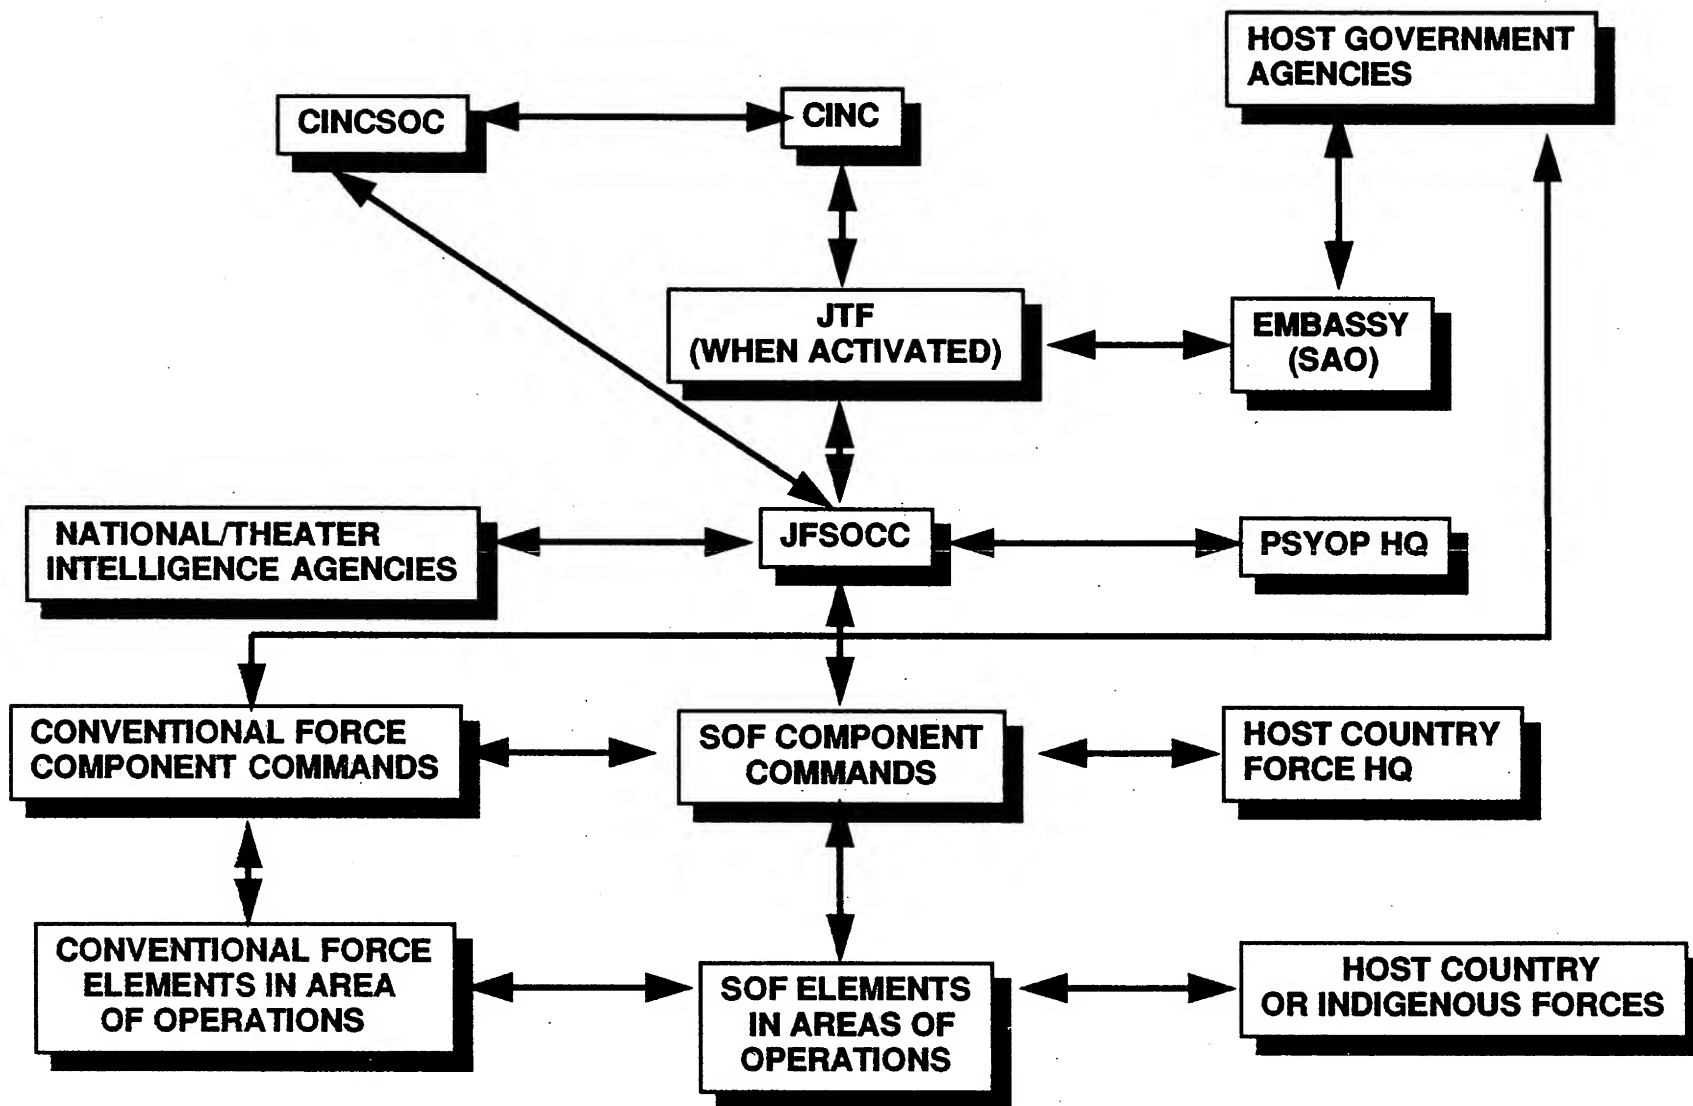 HOST GOVERNMENT
AGENCIES
CINCSOC
CINC
JTF
(WHEN ACTIVATED)
EMBASSY
(SAO)
NATIONAL/THEATER
INTELLIGENCE AGENCIES
JFSOCC
PSYOP HQ
CONVENTIONAL FORCE
COMPONENT COMMANDS
SOF COMPONENT
COMMANDS
HOST COUNTRY
FORCE HQ
CONVENTIONAL FORCE
ELEMENTS IN AREA
OF OPERATIONS
SOF ELEMENTS
IN AREAS OF
OPERATIONS
HOST COUNTRY
OR INDIGENOUS FORCES